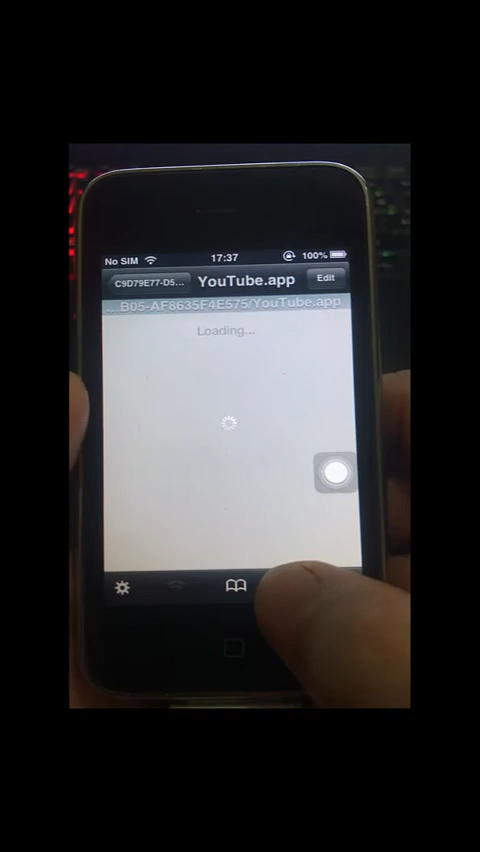 No SIM 17:37 100%
C9D79E77-D5... YouTube.app Edit
...B05-AF8635F4E575/YouTube.app
Loading...